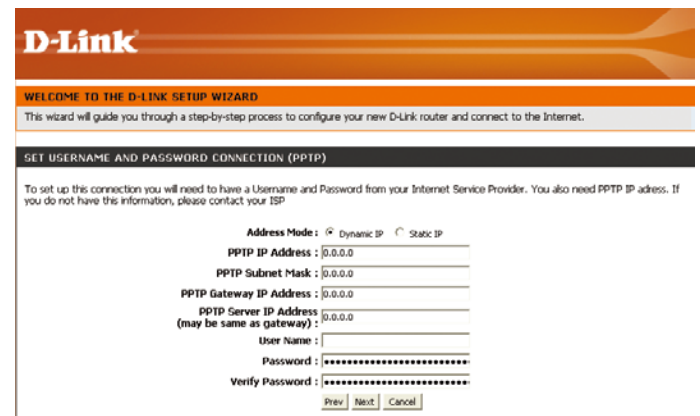 D-Link
WELCOME TO THE D-LINK SETUP WIZARD
This wizard will guide you through a step-by-step process to configure your new D-Link router and connect to the Internet.
SET USERNAME AND PASSWORD CONNECTION (PPTP)
To set up this connection you will need to have a Username and Password from your Internet Service Provider. You also need PPTP IP adress. If
you do not have this information, please contact your ISP
Address Mode : Dynamic IP Static IP
PPTP IP Address : 0.0.0.0
PPTP Subnet Mask : 0.0.0.0
PPTP Gateway IP Address : 0.0.0.0
PPTP Server IP Address
(may be same as gateway) : 0.0.0.0
User Name :
Password : •••••••••••••••••••••••••
Verify Password : •••••••••••••••••••••••••
Prev Next Cancel